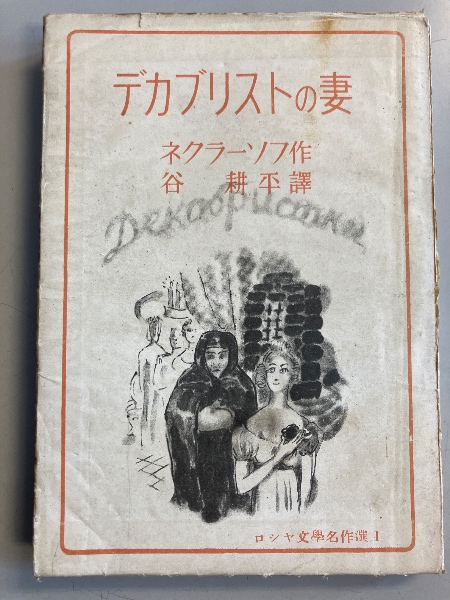 デカブリストの妻
ネクラーソフ作
谷 耕平譯
Декабристки
ロシヤ文學名作選 1